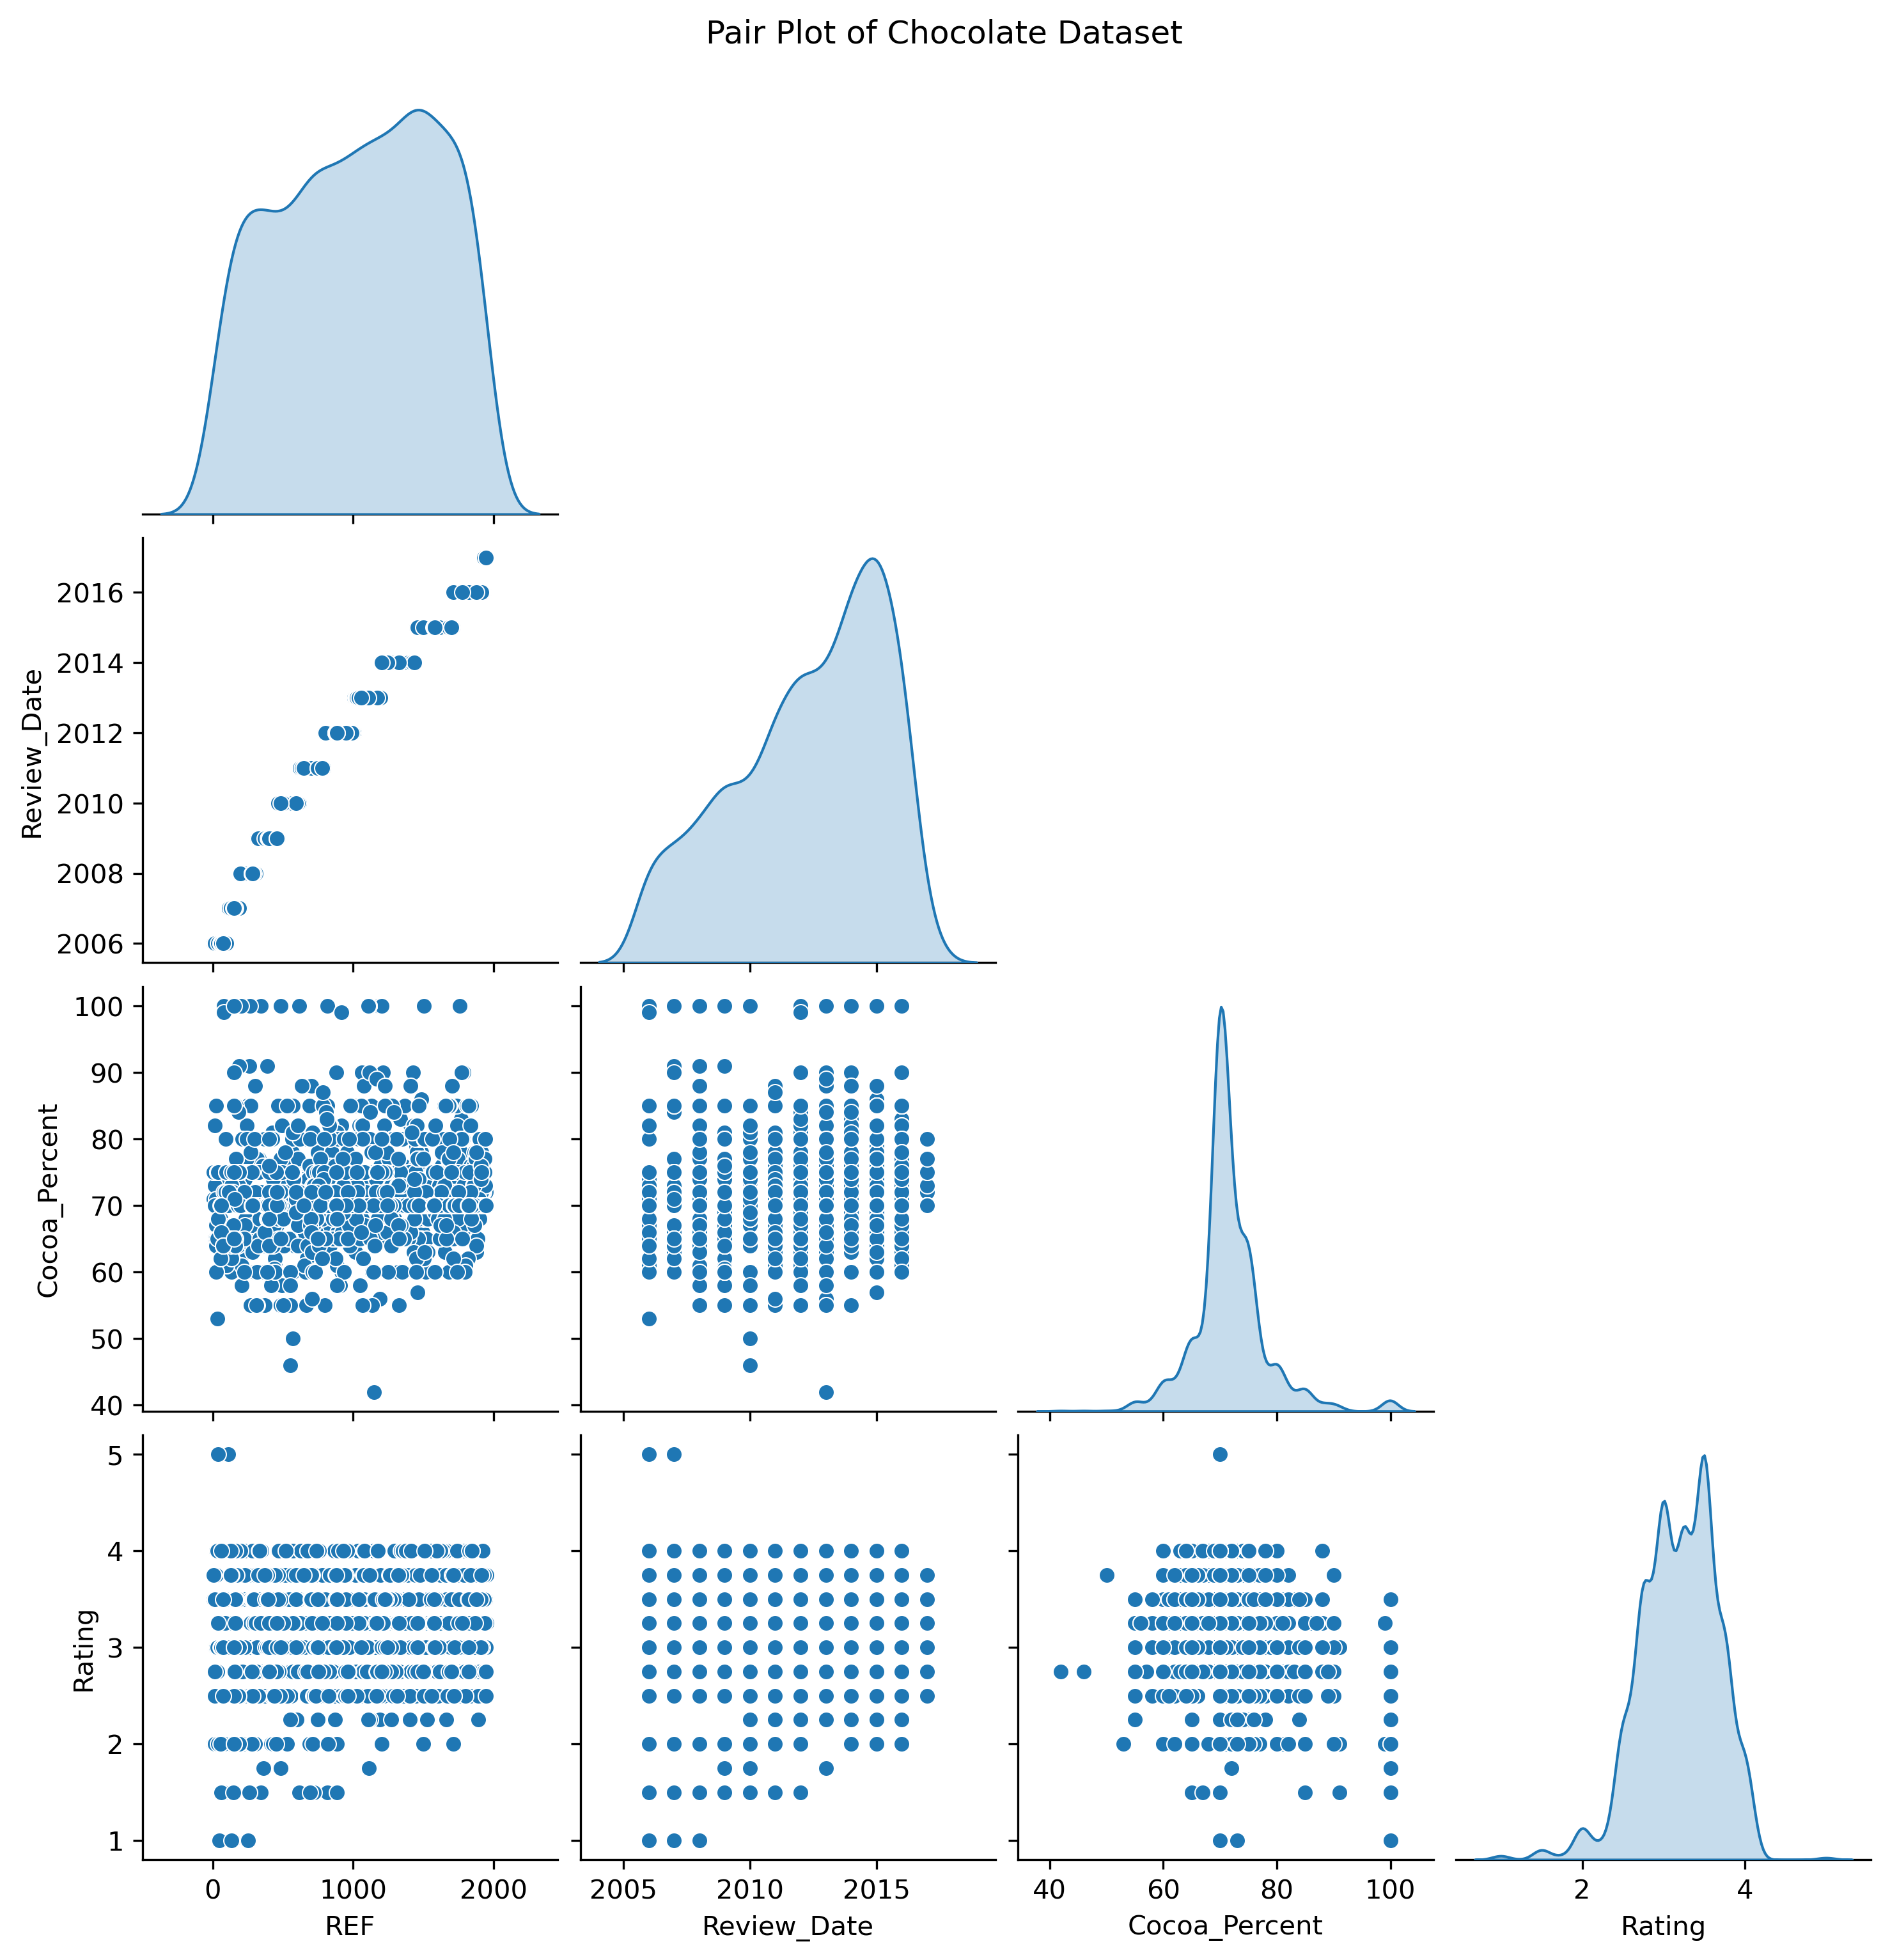 Pair Plot of Chocolate Dataset
Review_Date
2016
2014
2012
2010
2008
2006
Cocoa_Percent
100
90
80
70
60
50
40
Rating
5
4
3
2
1
0 1000 2000
REF
2005 2010 2015
Review_Date
40 60 80 100
Cocoa_Percent
2 4
Rating